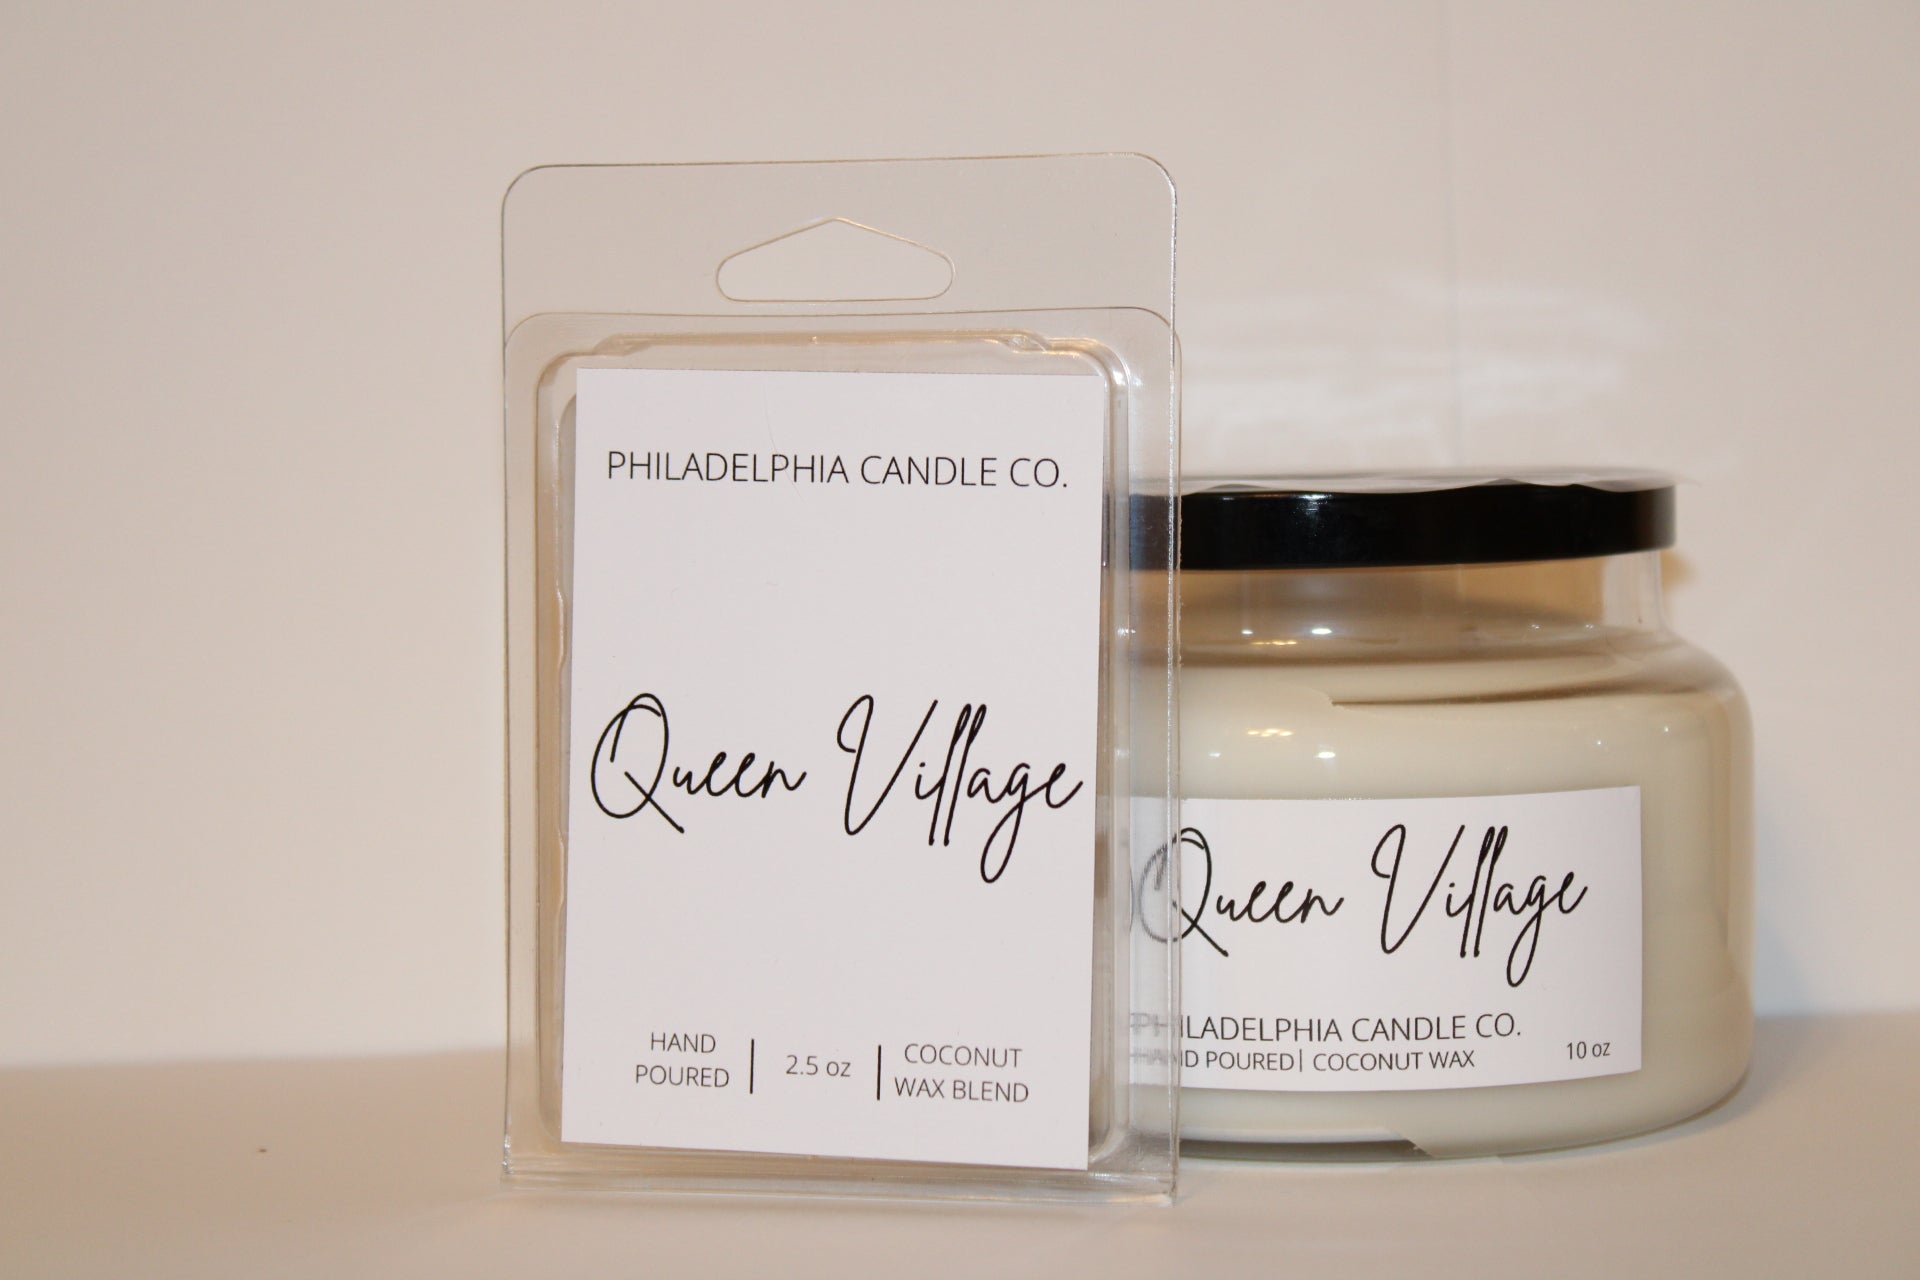 PHILADELPHIA CANDLE CO.
Queen Village
HAND
POURED
2.5 oz
COCONUT
WAX BLEND
Queen Village
PHILADELPHIA CANDLE CO.
HAND POURED| COCONUT WAX
10 oz